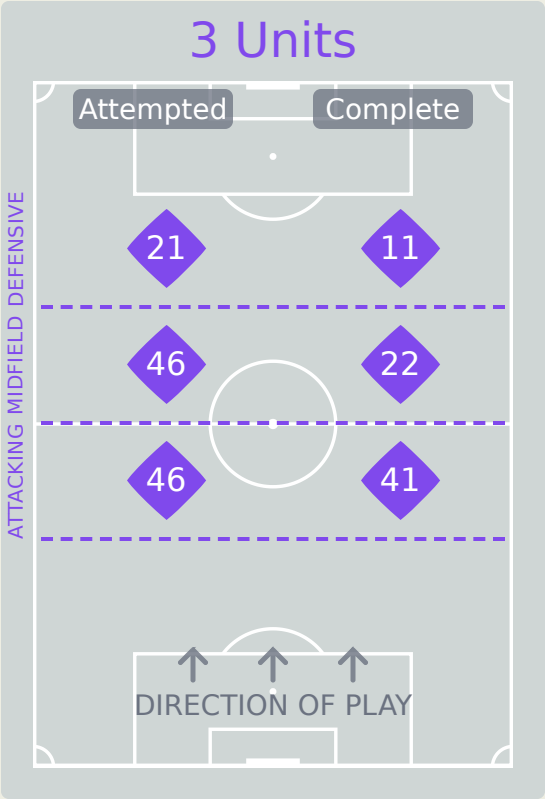 3 Units
Attempted Complete
ATTACKING MIDFIELD DEFENSIVE
21 11
46 22
46 41
DIRECTION OF PLAY